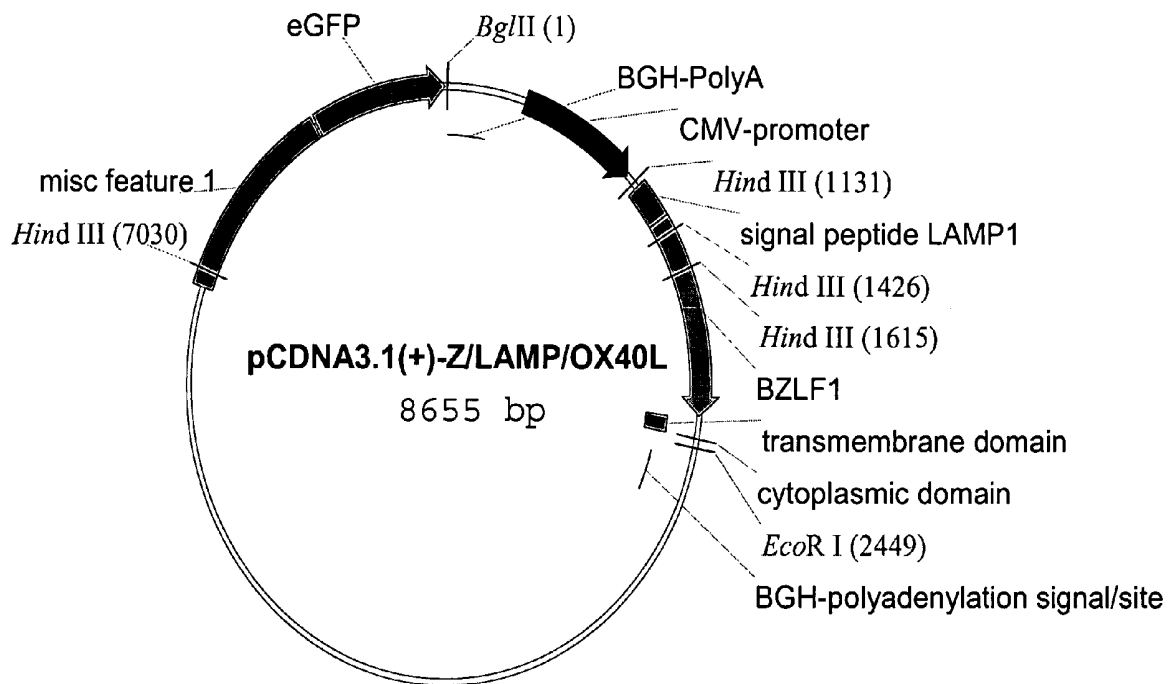 eGFP
BglII (1)
BGH-PolyA
CMV-promoter
misc feature 1
Hind III (1131)
Hind III (7030)
signal peptide LAMP1
Hind III (1426)
Hind III (1615)
pCDNA3.1(+)-Z/LAMP/OX40L
8655 bp
BZLF1
transmembrane domain
cytoplasmic domain
EcoR I (2449)
BGH-polyadenylation signal/site